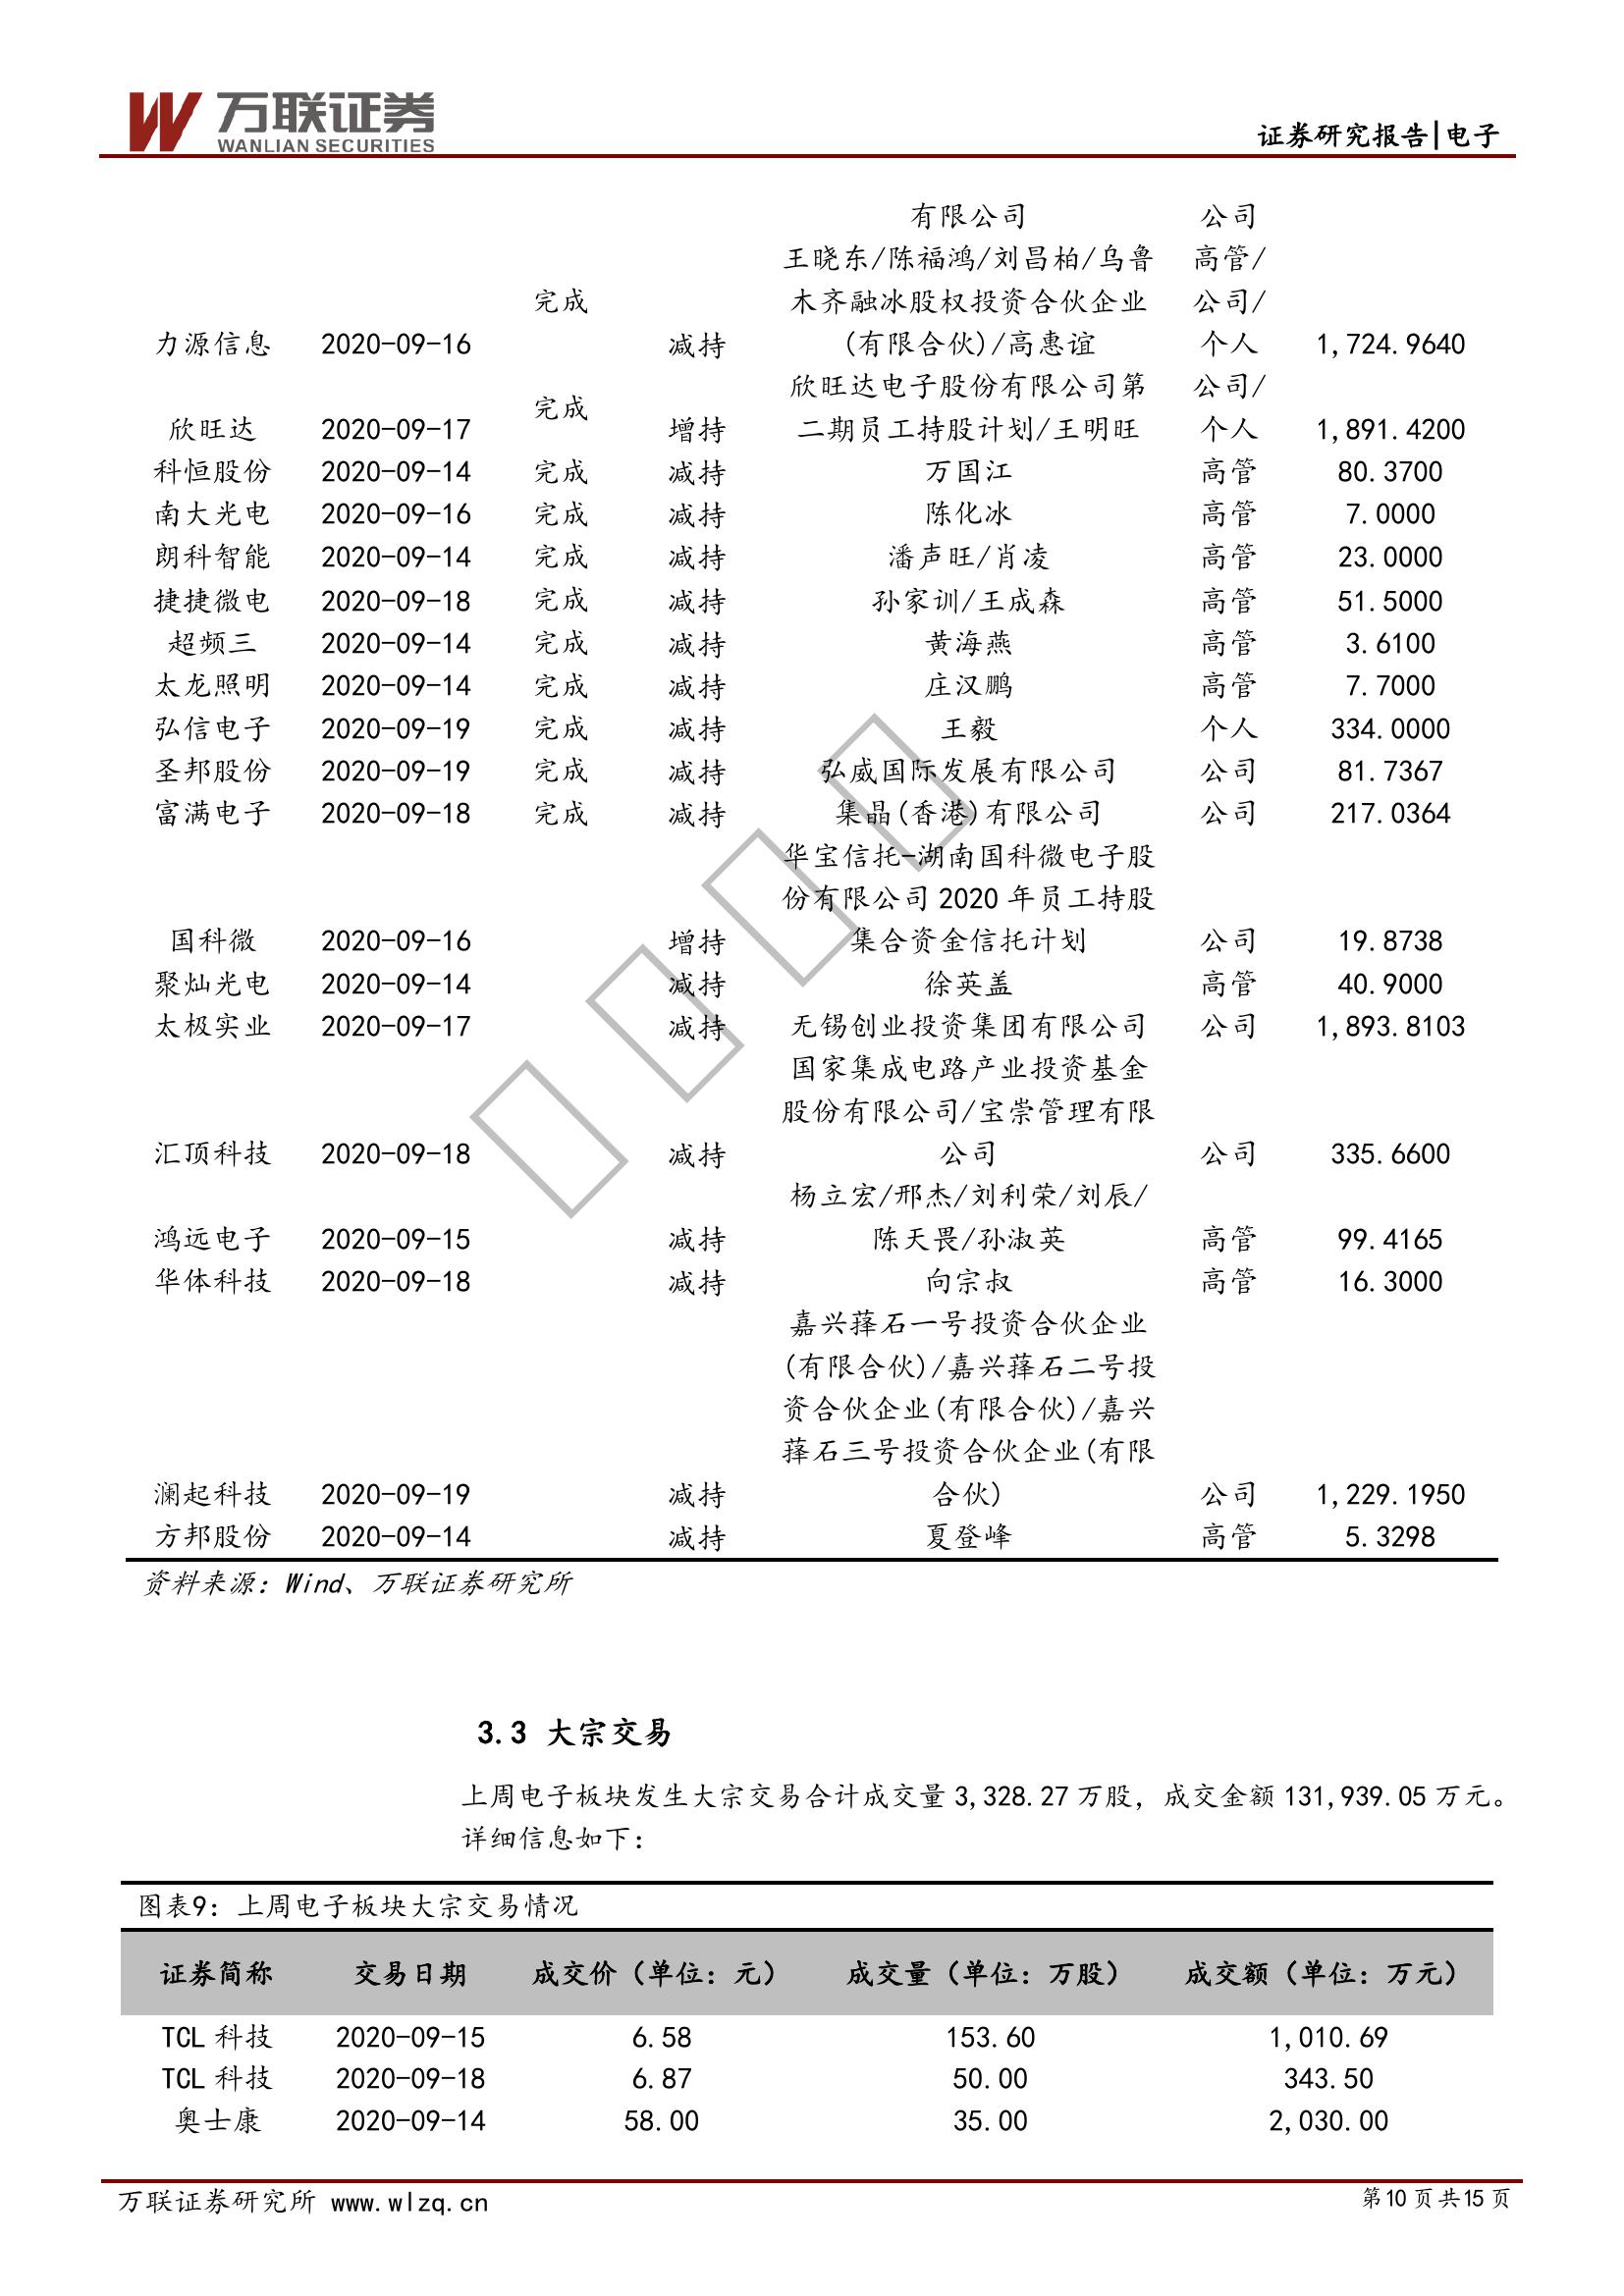 万联证券
WANLIAN SECURITIES
证券研究报告|电子
有限公司 公司
王晓东/陈福鸿/刘昌柏/乌鲁 高管/
完成 木齐融冰股权投资合伙企业 公司/
力源信息 2020-09-16 减持 (有限合伙)/高惠谊 个人 1,724.9640
欣旺达电子股份有限公司第 公司/
完成
欣旺达 2020-09-17 增持 二期员工持股计划/王明旺 个人 1,891.4200
科恒股份 2020-09-14 完成 减持 万国江 高管 80.3700
南大光电 2020-09-16 完成 减持 陈化冰 高管 7.0000
朗科智能 2020-09-14 完成 减持 潘声旺/肖凌 高管 23.0000
捷捷微电 2020-09-18 完成 减持 孙家训/王成森 高管 51.5000
超频三 2020-09-14 完成 减持 黄海燕 高管 3.6100
太龙照明 2020-09-14 完成 减持 庄汉鹏 高管 7.7000
弘信电子 2020-09-19 完成 减持 王毅 个人 334.0000
圣邦股份 2020-09-19 完成 减持 弘威国际发展有限公司 公司 81.7367
富满电子 2020-09-18 完成 减持 集晶(香港)有限公司 公司 217.0364
华宝信托-湖南国科微电子股
份有限公司 2020 年员工持股
国科微 2020-09-16 增持 集合资金信托计划 公司 19.8738
聚灿光电 2020-09-14 减持 徐英盖 高管 40.9000
太极实业 2020-09-17 减持 无锡创业投资集团有限公司 公司 1,893.8103
国家集成电路产业投资基金
股份有限公司/宝崇管理有限
汇顶科技 2020-09-18 减持 公司 公司 335.6600
杨立宏/邢杰/刘利荣/刘辰/
鸿远电子 2020-09-15 减持 陈天畏/孙淑英 高管 99.4165
华体科技 2020-09-18 减持 向宗叔 高管 16.3000
嘉兴萚石一号投资合伙企业
(有限合伙)/嘉兴萚石二号投
资合伙企业(有限合伙)/嘉兴
萚石三号投资合伙企业(有限
澜起科技 2020-09-19 减持 合伙) 公司 1,229.1950
方邦股份 2020-09-14 减持 夏登峰 高管 5.3298
资料来源：Wind、万联证券研究所
3.3 大宗交易
上周电子板块发生大宗交易合计成交量 3,328.27 万股，成交金额 131,939.05 万元。
详细信息如下：
图表9：上周电子板块大宗交易情况
证券简称 交易日期 成交价（单位：元） 成交量（单位：万股） 成交额（单位：万元）
TCL 科技 2020-09-15 6.58 153.60 1,010.69
TCL 科技 2020-09-18 6.87 50.00 343.50
奥士康 2020-09-14 58.00 35.00 2,030.00
万联证券研究所 www.wlzq.cn 第10页共15页